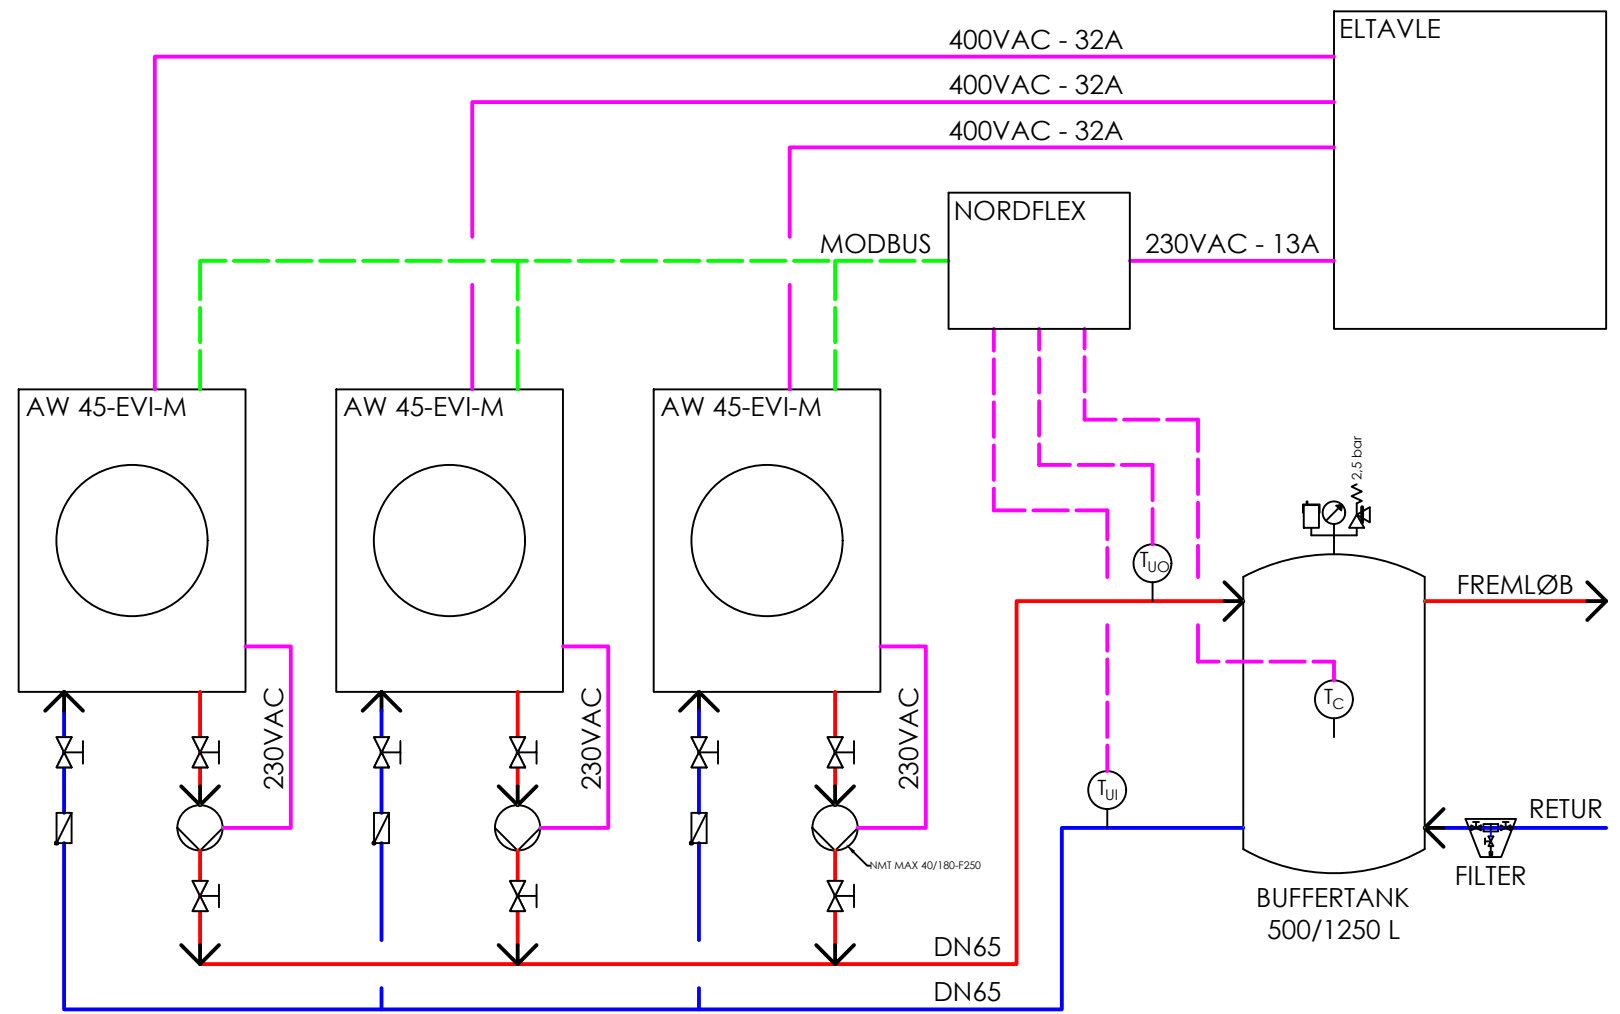 ELTAVLE
400VAC - 32A
400VAC - 32A
400VAC - 32A
NORDFLEX
MODBUS
230VAC - 13A
AW 45-EVI-M
AW 45-EVI-M
AW 45-EVI-M
2,5 bar
TUO
FREMLØB
TC
230VAC
230VAC
230VAC
TUI
RETUR
NMT MAX 40/180-F250
FILTER
BUFFERTANK
500/1250 L
DN65
DN65